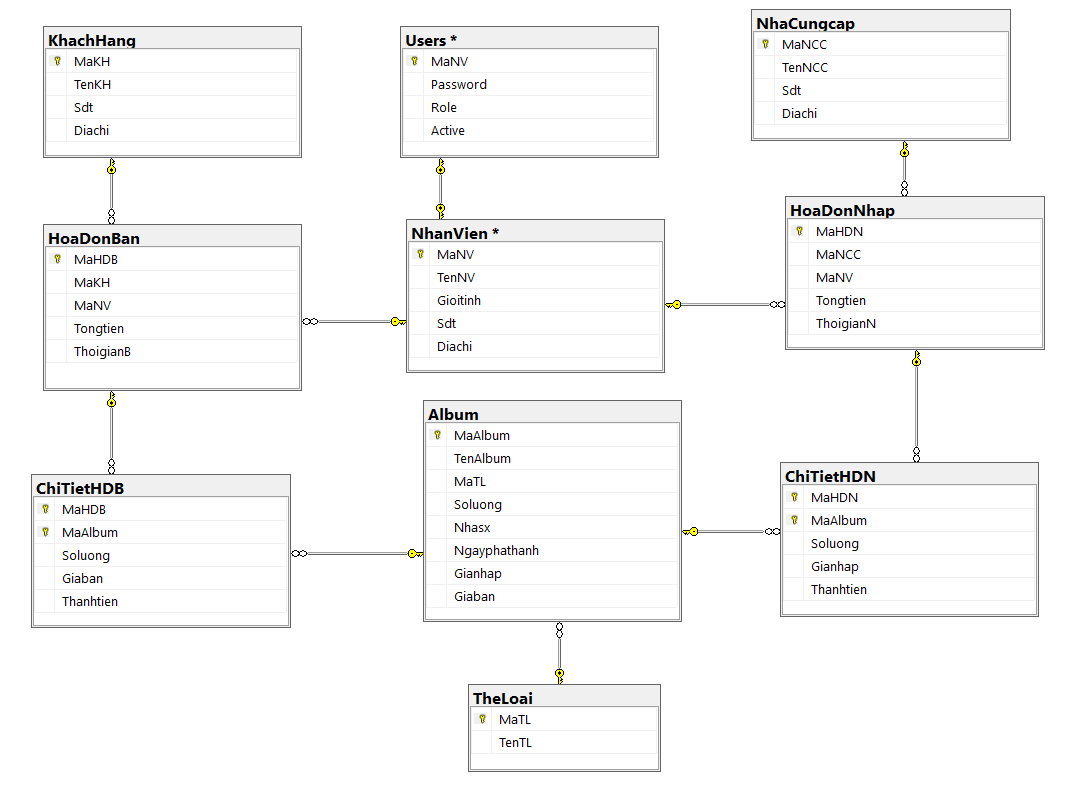 KhachHang
MaKH
TenKH
Sdt
Diachi
Users *
MaNV
Password
Role
Active
NhaCungcap
MaNCC
TenNCC
Sdt
Diachi
HoaDonBan
MaHDB
MaKH
MaNV
Tongtien
ThoigianB
NhanVien *
MaNV
TenNV
Gioitinh
Sdt
Diachi
HoaDonNhap
MaHDN
MaNCC
MaNV
Tongtien
ThoigianN
ChiTietHDB
MaHDB
MaAlbum
Soluong
Giaban
Thanhtien
Album
MaAlbum
TenAlbum
MaTL
Soluong
Nhasx
Ngayphathanh
Gianhap
Giaban
ChiTietHDN
MaHDN
MaAlbum
Soluong
Gianhap
Thanhtien
TheLoai
MaTL
TenTL